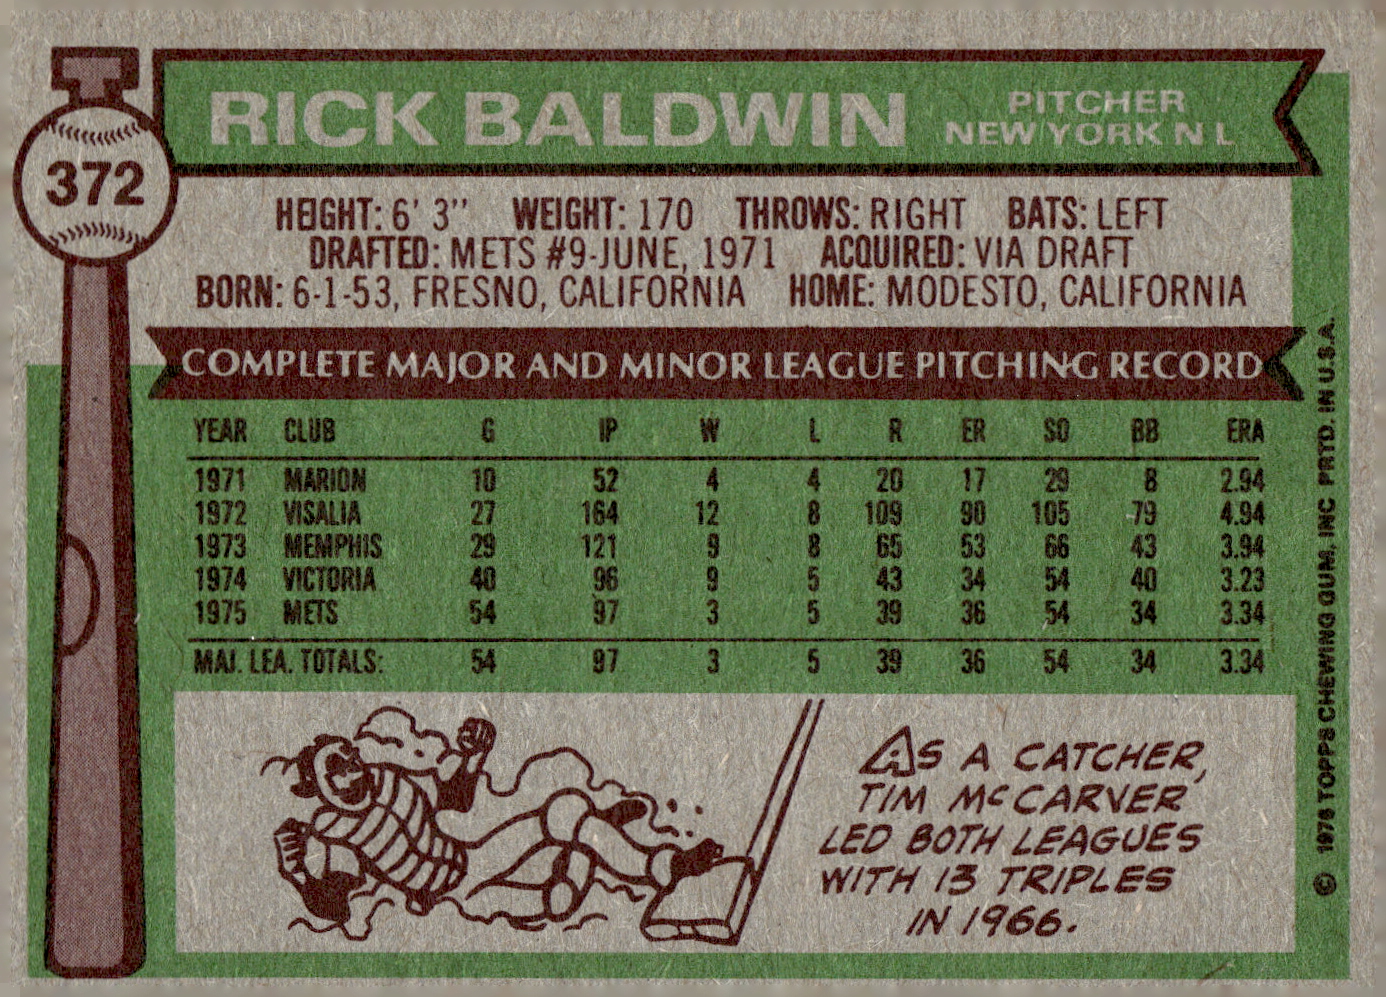 372
RICK BALDWIN
PITCHER
NEW YORK N L
HEIGHT: 6' 3" WEIGHT: 170 THROWS: RIGHT BATS: LEFT
DRAFTED: METS #9-JUNE, 1971 ACQUIRED: VIA DRAFT
BORN: 6-1-53, FRESNO, CALIFORNIA HOME: MODESTO, CALIFORNIA
COMPLETE MAJOR AND MINOR LEAGUE PITCHING RECORD
YEAR CLUB G IP W L R ER SO BB ERA
1971 MARION 10 52 4 4 20 17 29 8 2.94
1972 VISALIA 27 164 12 8 109 90 105 79 4.94
1973 MEMPHIS 29 121 9 8 65 53 66 43 3.94
1974 VICTORIA 40 96 9 5 43 34 54 40 3.23
1975 METS 54 97 3 5 39 36 54 34 3.34
MAJ. LEA. TOTALS: 54 97 3 5 39 36 54 34 3.34
AS A CATCHER,
TIM McCARVER
LED BOTH LEAGUES
WITH 13 TRIPLES
IN 1966.
© 1976 TOPPS CHEWING GUM, INC PRTD. IN U.S.A.